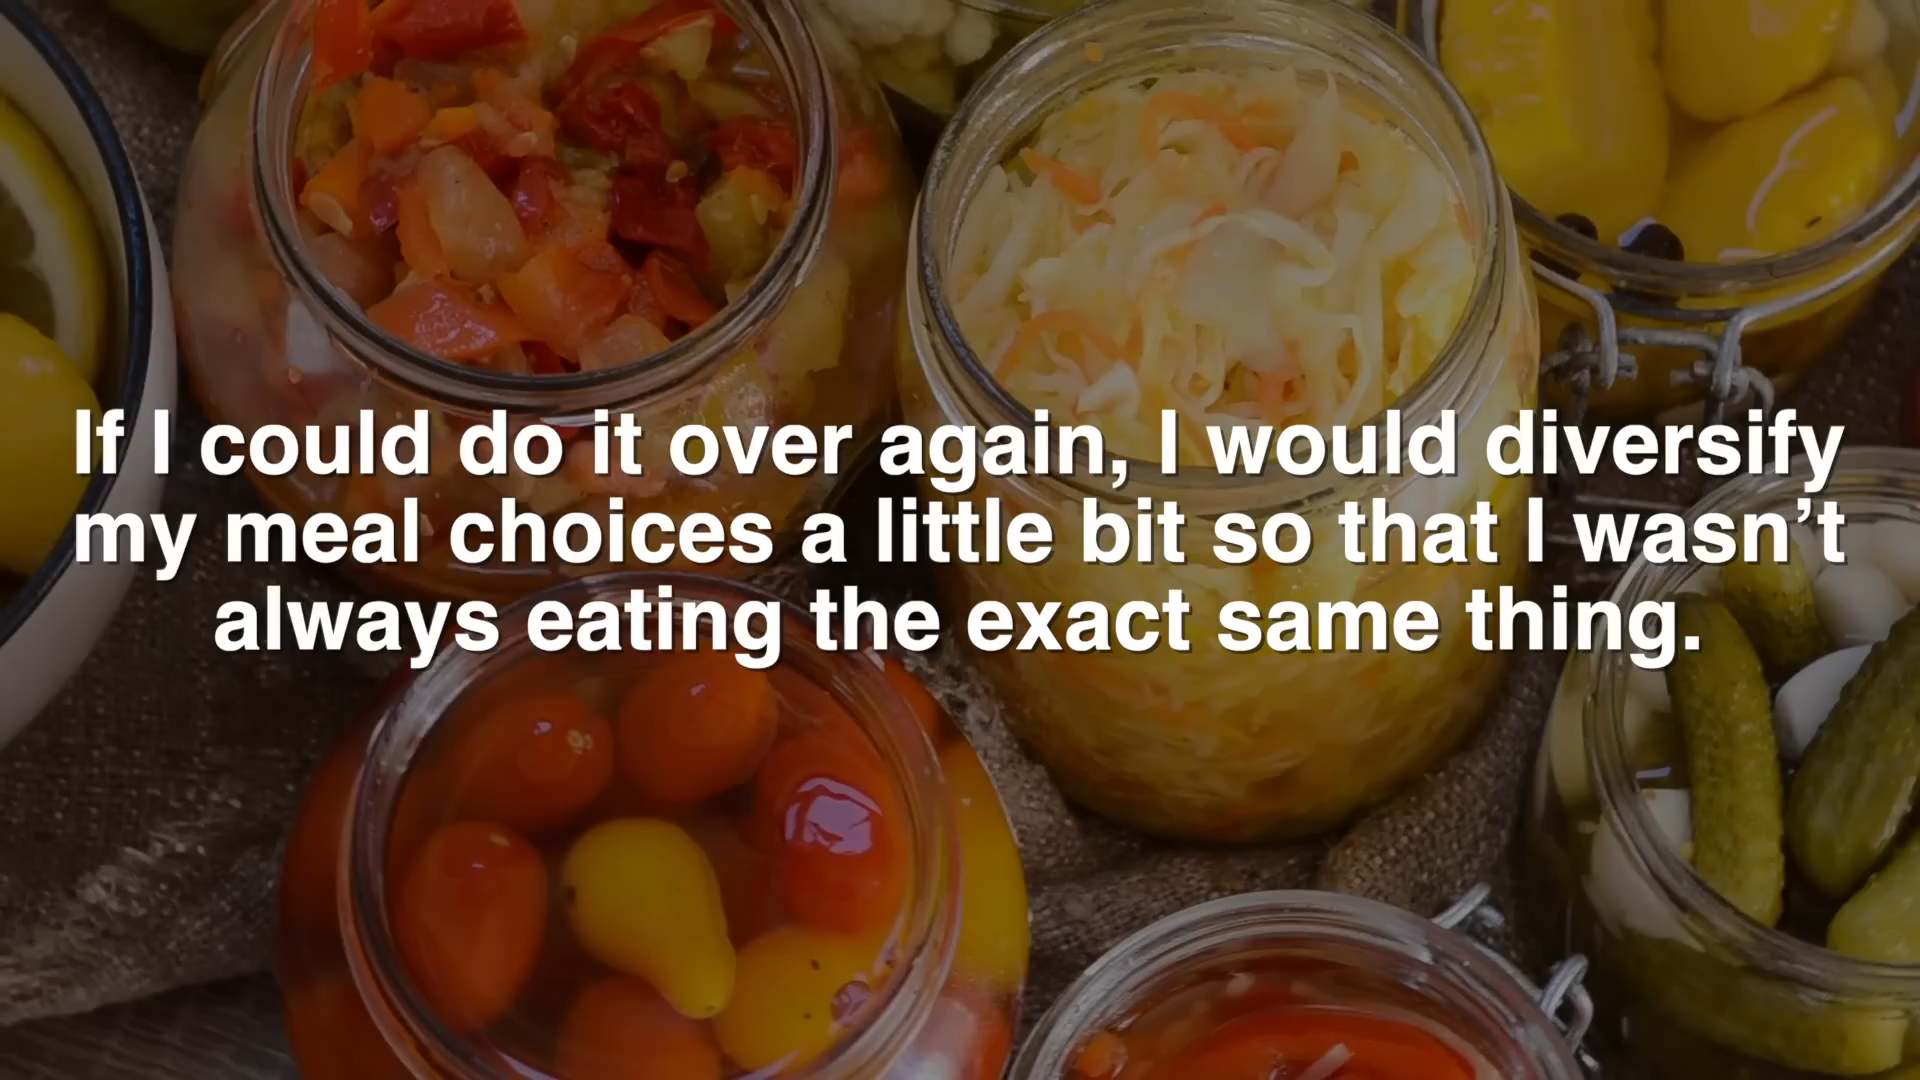 If I could do it over again, I would diversify
my meal choices a little bit so that I wasn’t
always eating the exact same thing.